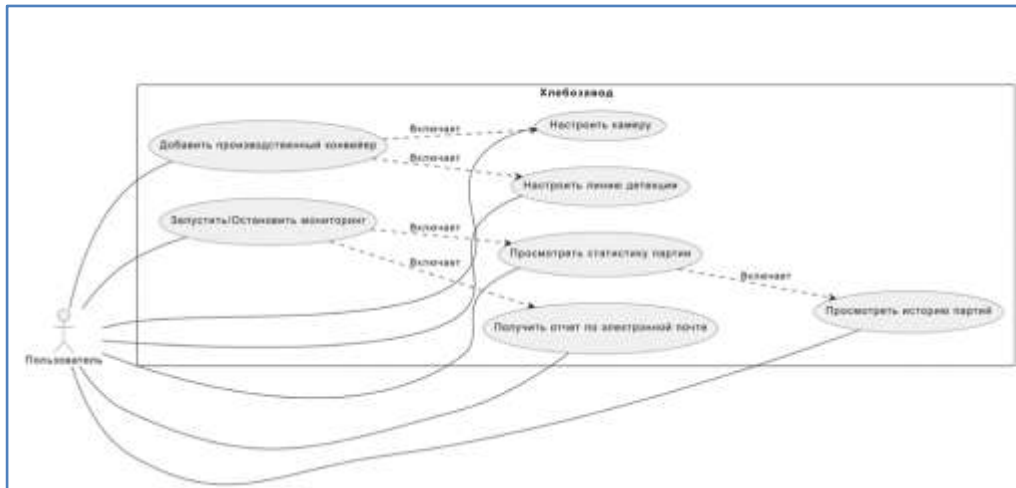 Хлебозавод
Включает
Настроить камеру
Добавить производственный конвейер
Включает
Настроить линию детекции
Запустить/Остановить мониторинг
Включает
Просмотреть статистику партии
Включает
Включает
Просмотреть историю партий
Получить отчет по электронной почте
Пользователь